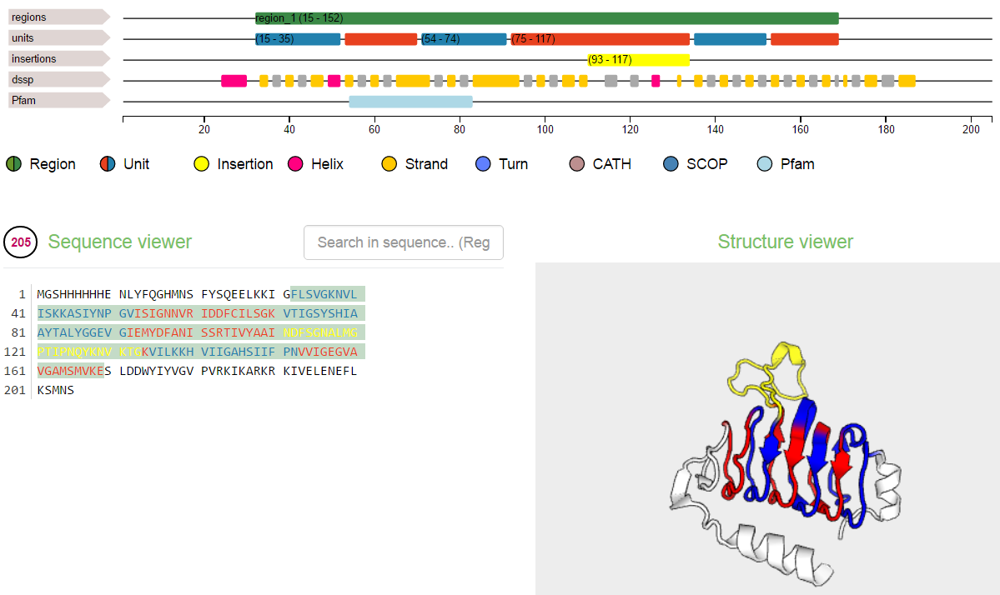 regions region_1 (15 - 152)
units (15 - 35) (54 - 74) (75 - 117)
insertions (93 - 117)
dssp
Pfam
20 40 60 80 100 120 140 160 180 200
Region Unit Insertion Helix Strand Turn CATH SCOP Pfam
205 Sequence viewer Search in sequence.. (Reg Structure viewer
1 MGSHHHHHHE NLYFQGHMNS FYSQEELKKI GFLSVGKNVL
41 ISKKASIYNP GVISIGNNVR IDDFCILSGK VTIGSYSHIA
81 AYTALYGGEV GIEMYDFANI SSRTIVYAAI NDFSGNALMG
121 PTIPNQYKNV KTGKVILKKH VIIGAHSIIF PNVVIGEGVA
161 VGAMSMVKES LDDWYIYVGV PVRKIKARKR KIVELENEFL
201 KSMNS